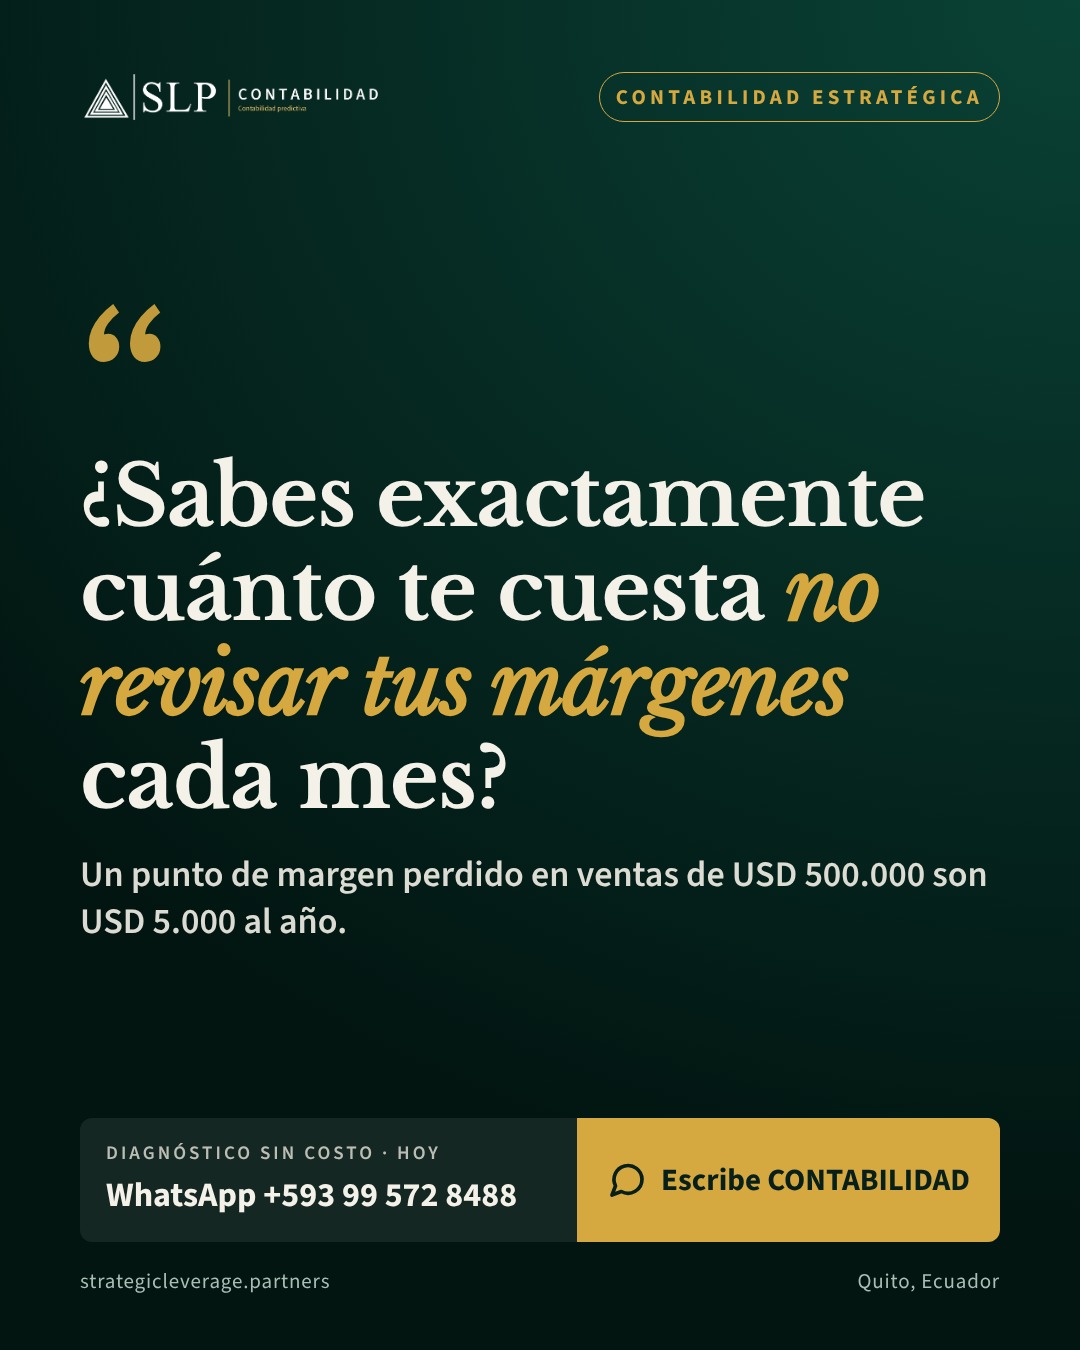 SLP
CONTABILIDAD
Contabilidad predictiva
CONTABILIDAD ESTRATÉGICA
“
¿Sabes exactamente
cuánto te cuesta no
revisar tus márgenes
cada mes?
Un punto de margen perdido en ventas de USD 500.000 son
USD 5.000 al año.
DIAGNÓSTICO SIN COSTO · HOY
WhatsApp +593 99 572 8488
Escribe CONTABILIDAD
strategicleverage.partners
Quito, Ecuador